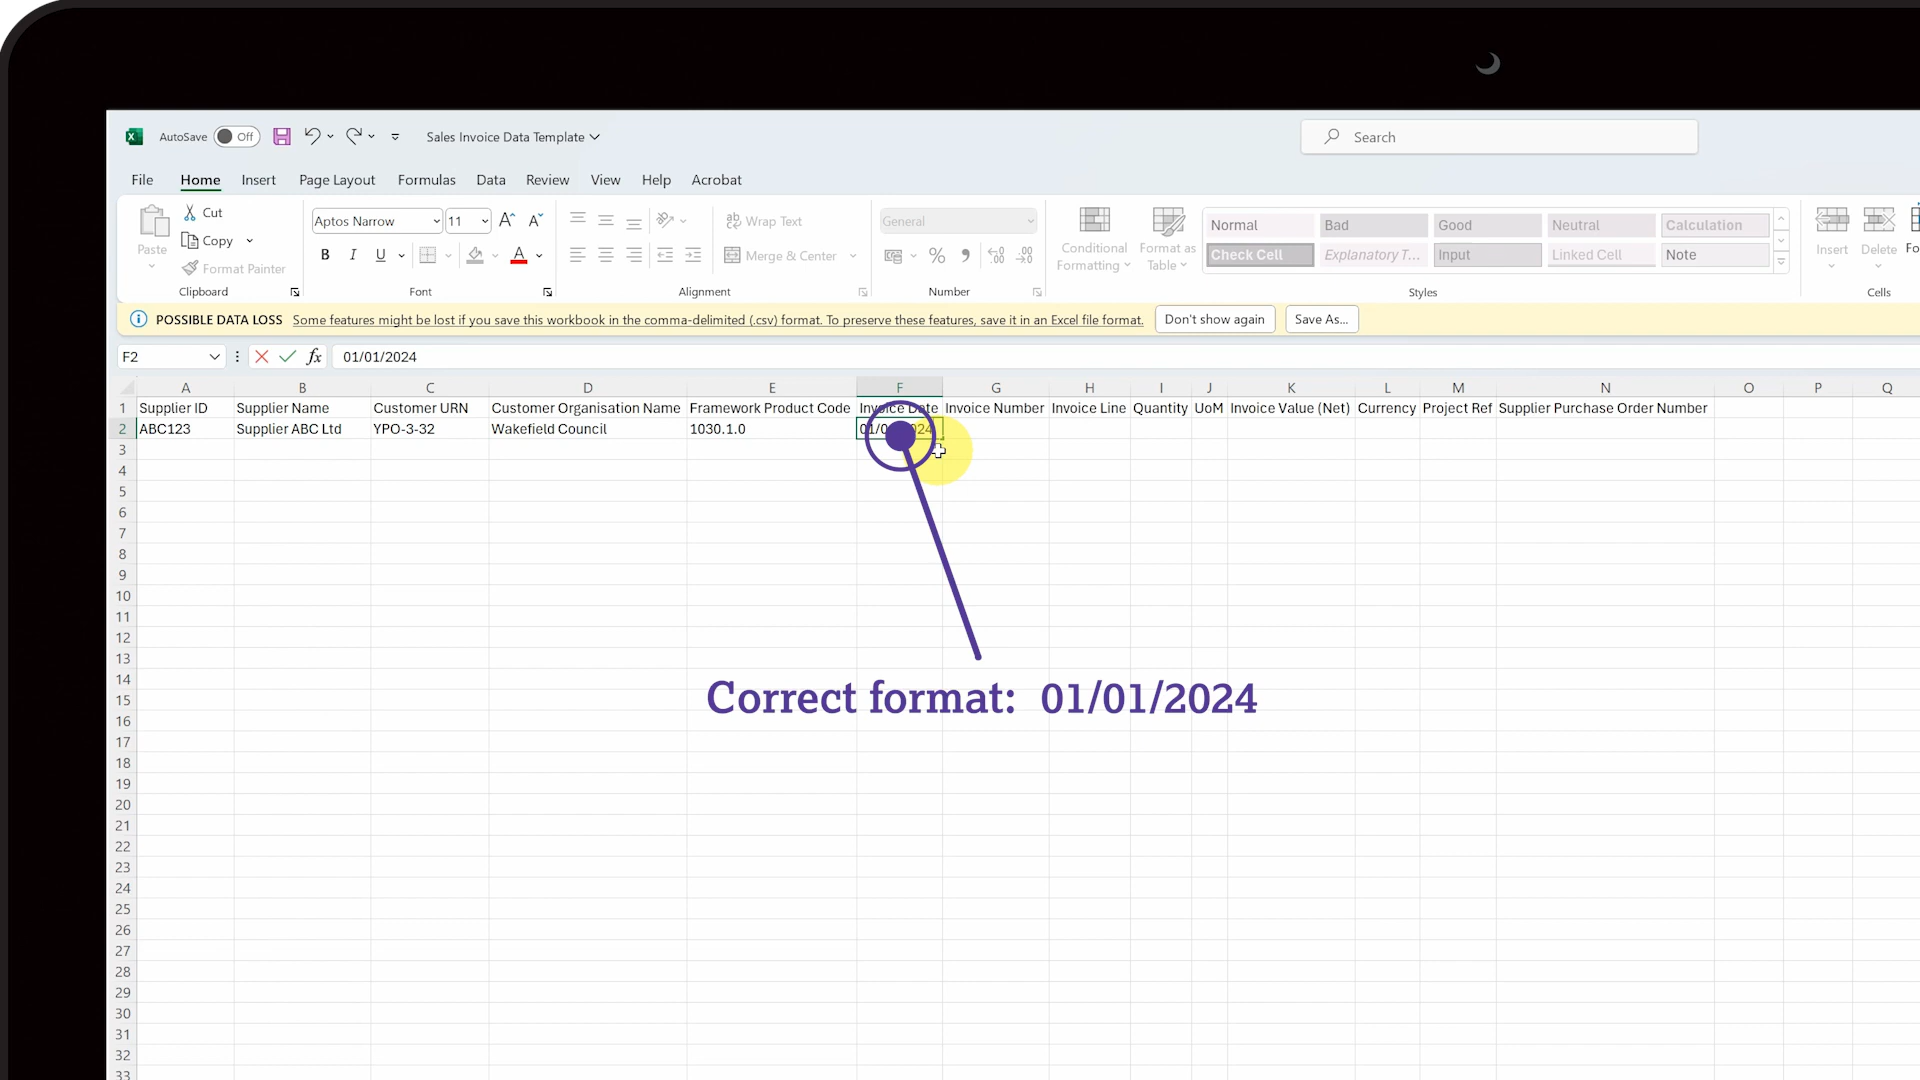 AutoSave Off Sales Invoice Data Template Search
File Home Insert Page Layout Formulas Data Review View Help Acrobat
Paste
Cut
Copy
Format Painter
Clipboard
Aptos Narrow 11
B I U A
Font
Wrap Text
Merge & Center
Alignment
General
%
Number
Conditional Formatting
Format as Table
Normal Bad Good Neutral Calculation
Check Cell Explanatory T... Input Linked Cell Note
Styles
Insert Delete
Cells
POSSIBLE DATA LOSS Some features might be lost if you save this workbook in the comma-delimited (.csv) format. To preserve these features, save it in an Excel file format. Don't show again Save As...
F2 fx 01/01/2024
A B C D E F G H I J K L M N O P Q
1 Supplier ID Supplier Name Customer URN Customer Organisation Name Framework Product Code Invoice Date Invoice Number Invoice Line Quantity UoM Invoice Value (Net) Currency Project Ref Supplier Purchase Order Number
2 ABC123 Supplier ABC Ltd YPO-3-32 Wakefield Council 1030.1.0
3
4
5
6
7
8
9
10
11
12
13
14
15
16
17
18
19
20
21
22
23
24
25
26
27
28
29
30
31
32
33
Correct format: 01/01/2024